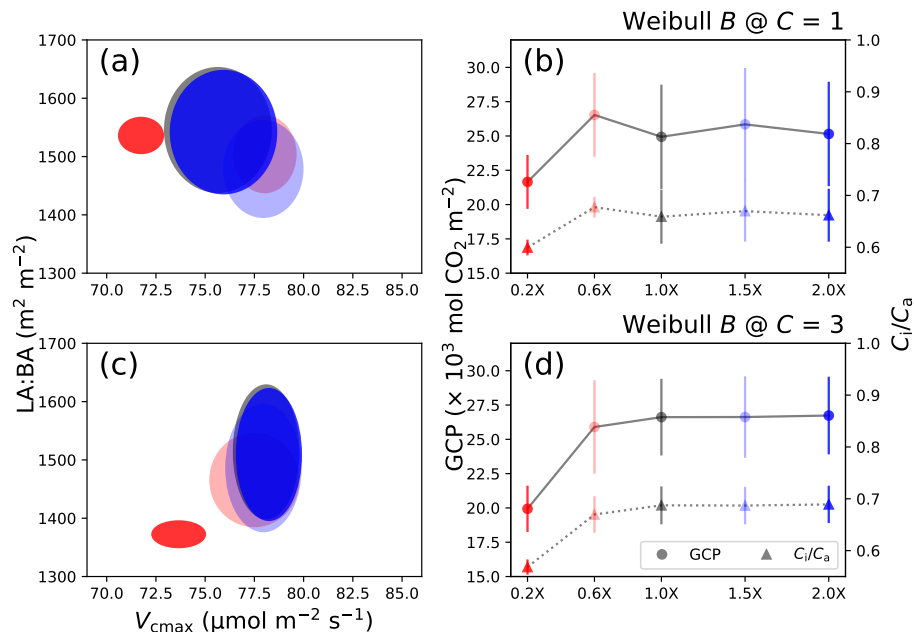 Weibull B @ C = 1
(a)
1700
1600
1500
1400
1300
70.0 72.5 75.0 77.5 80.0 82.5 85.0
(b)
30.0
27.5
25.0
22.5
20.0
17.5
15.0
0.2X 0.6X 1.0X 1.5X 2.0X
1.0
0.9
0.8
0.7
0.6
LA:BA (m² m⁻²)
GCP (× 10³ mol CO₂ m⁻²)
Cᵢ/Cₐ
Weibull B @ C = 3
(c)
1700
1600
1500
1400
1300
70.0 72.5 75.0 77.5 80.0 82.5 85.0
V_cmax (μmol m⁻² s⁻¹)
(d)
30.0
27.5
25.0
22.5
20.0
17.5
15.0
GCP Cᵢ/Cₐ
0.2X 0.6X 1.0X 1.5X 2.0X
1.0
0.9
0.8
0.7
0.6